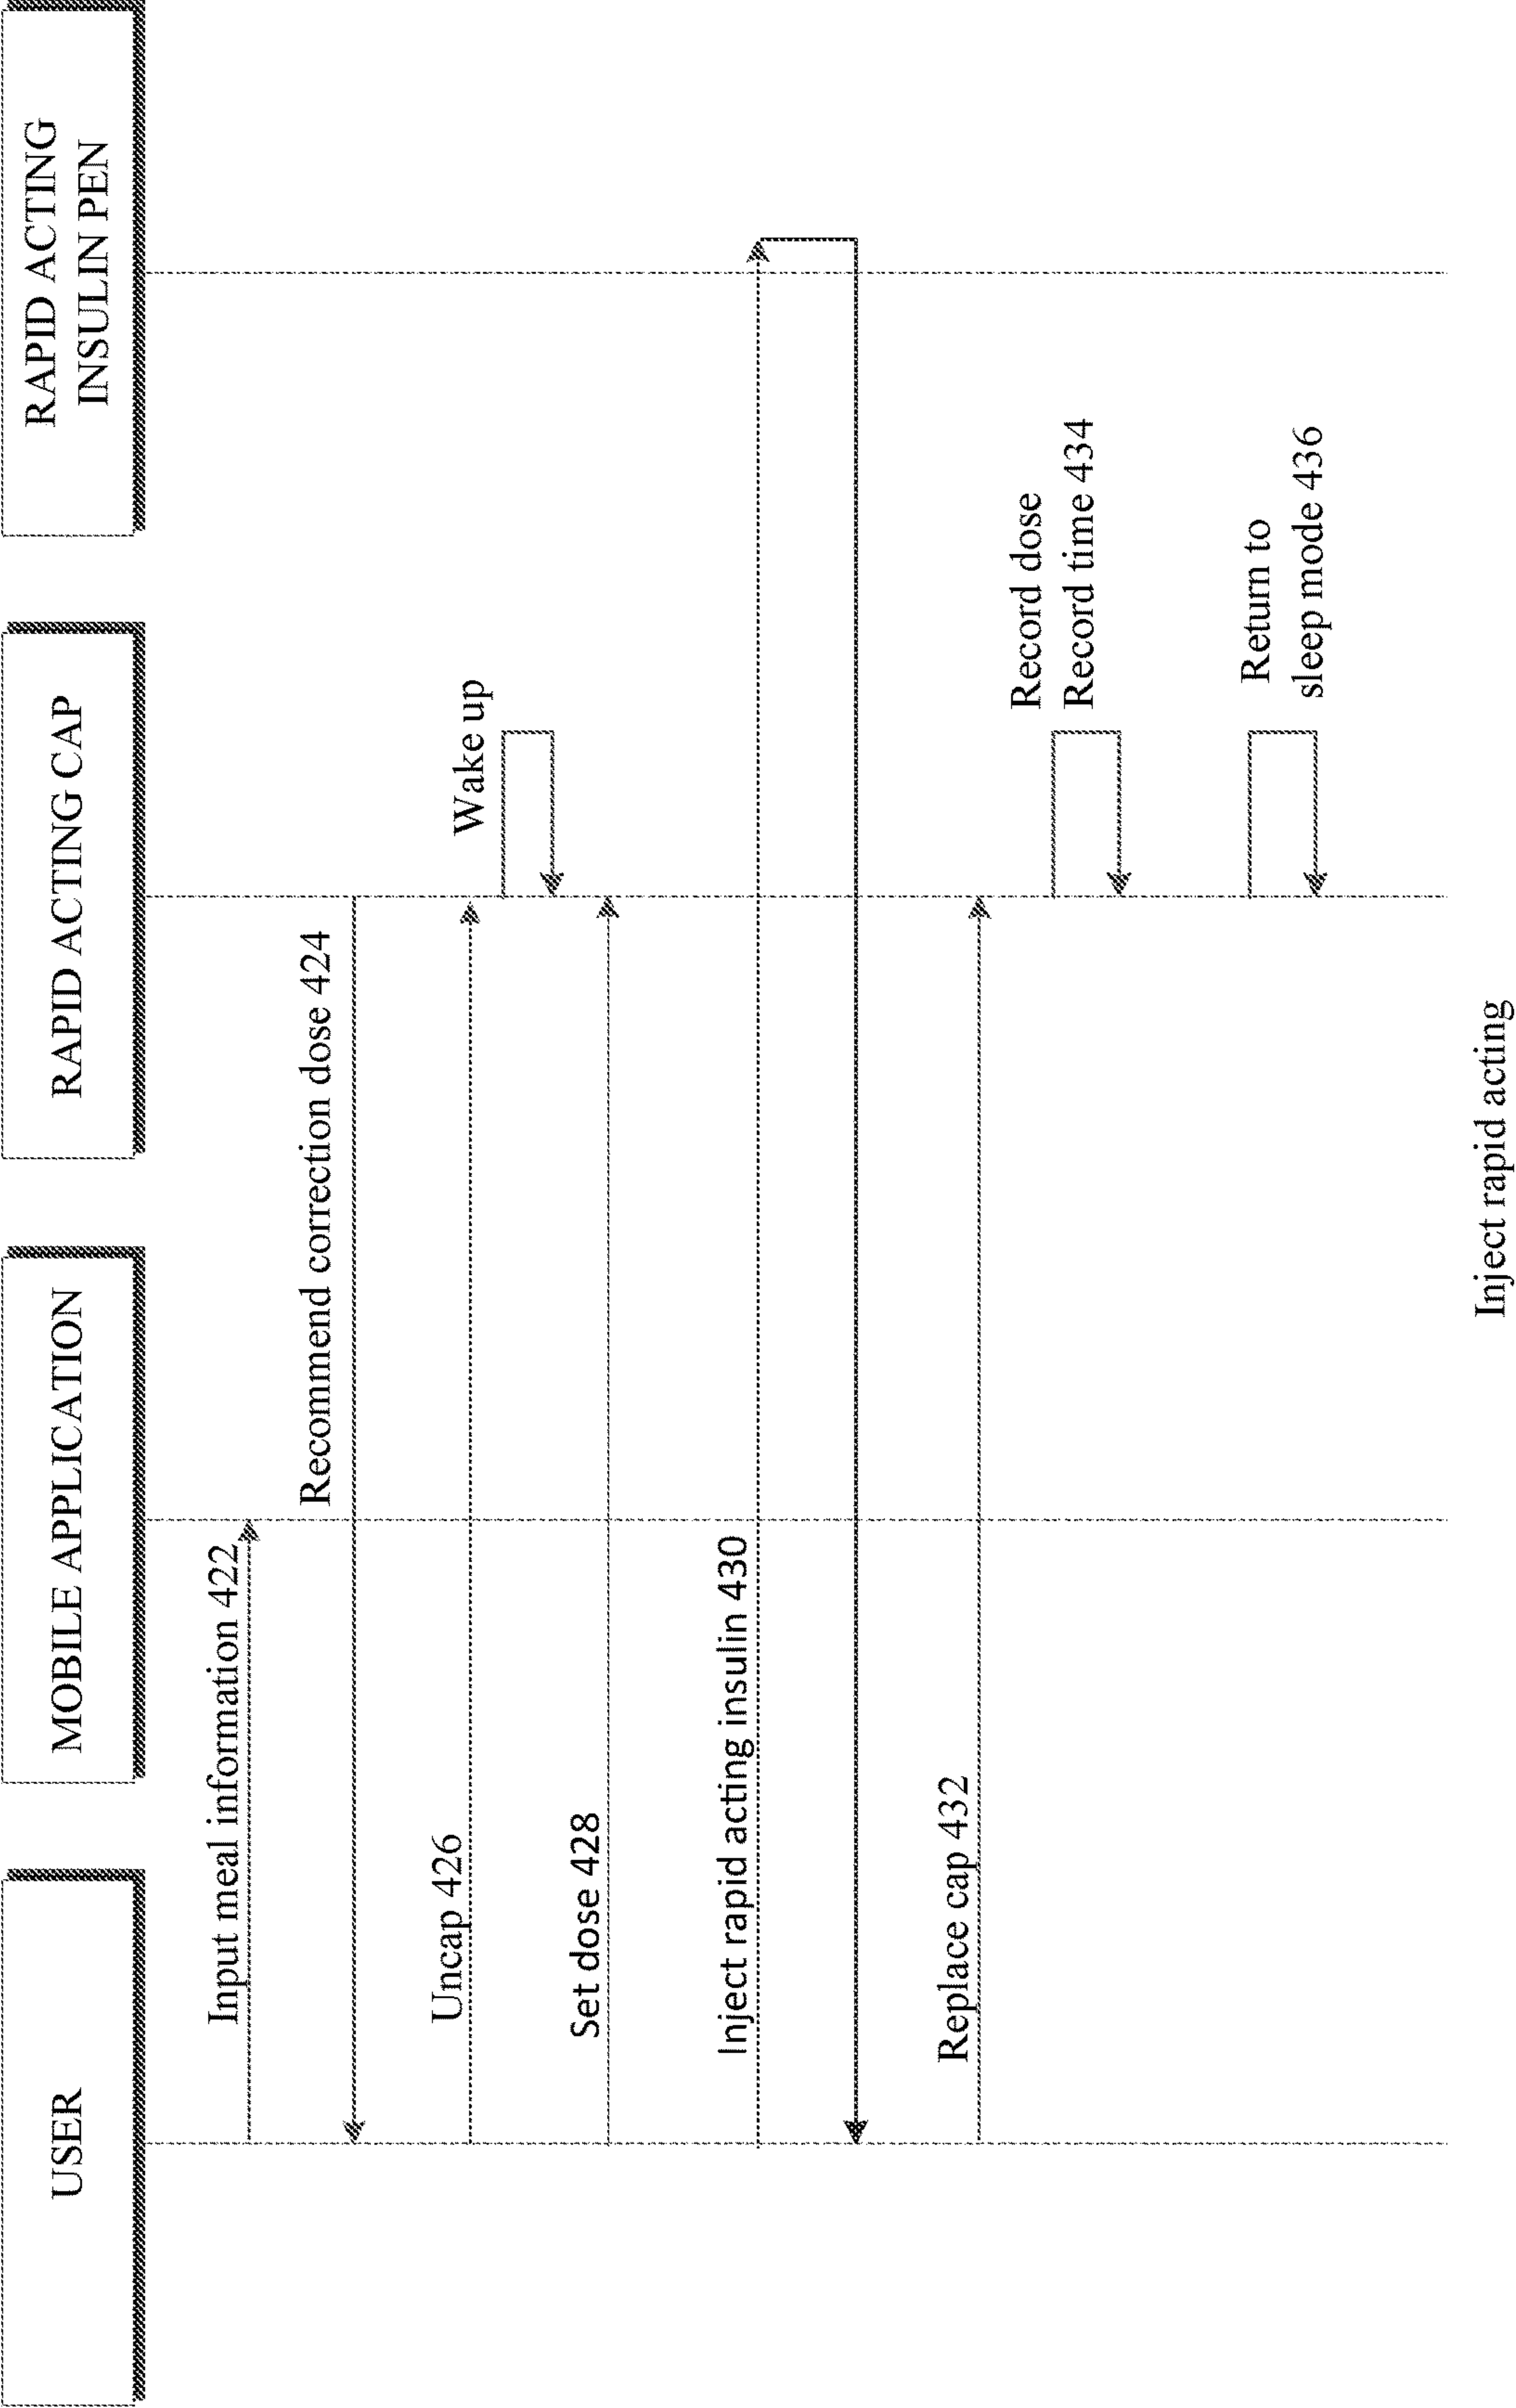 USER
MOBILE APPLICATION
RAPID ACTING CAP
RAPID ACTING
INSULIN PEN
Input meal information 422
Recommend correction dose 424
Uncap 426
Wake up
Set dose 428
Inject rapid acting insulin 430
Replace cap 432
Record dose
Record time 434
Return to
sleep mode 436
Inject rapid acting